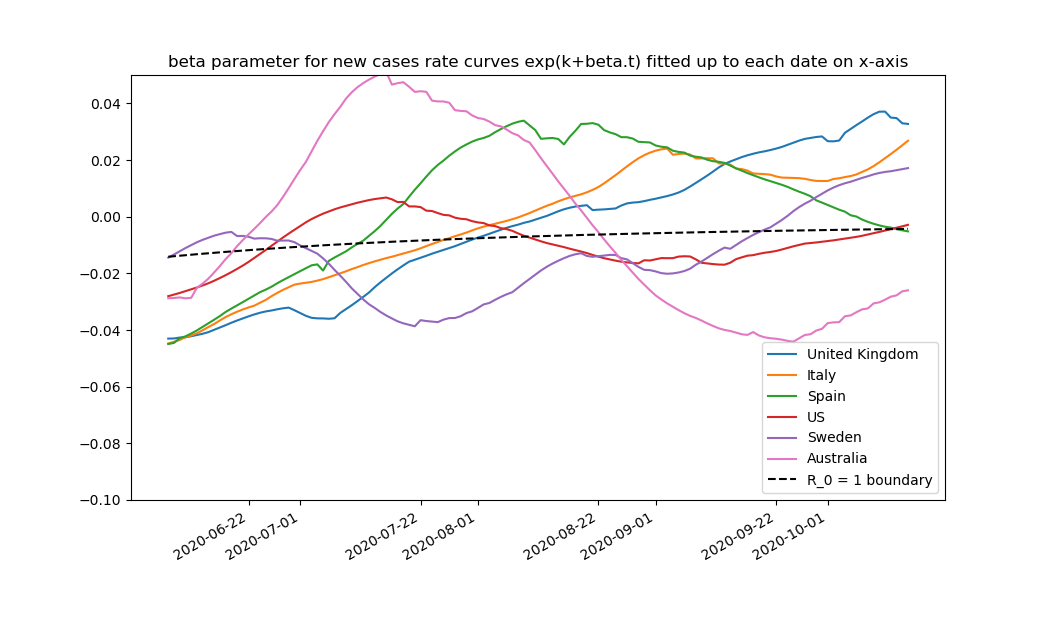 beta parameter for new cases rate curves exp(k+beta.t) fitted up to each date on x-axis
0.04
0.02
0.00
−0.02
−0.04
−0.06
−0.08
−0.10
United Kingdom
Italy
Spain
US
Sweden
Australia
R_0 = 1 boundary
2020-06-22
2020-07-01
2020-07-22
2020-08-01
2020-08-22
2020-09-01
2020-09-22
2020-10-01